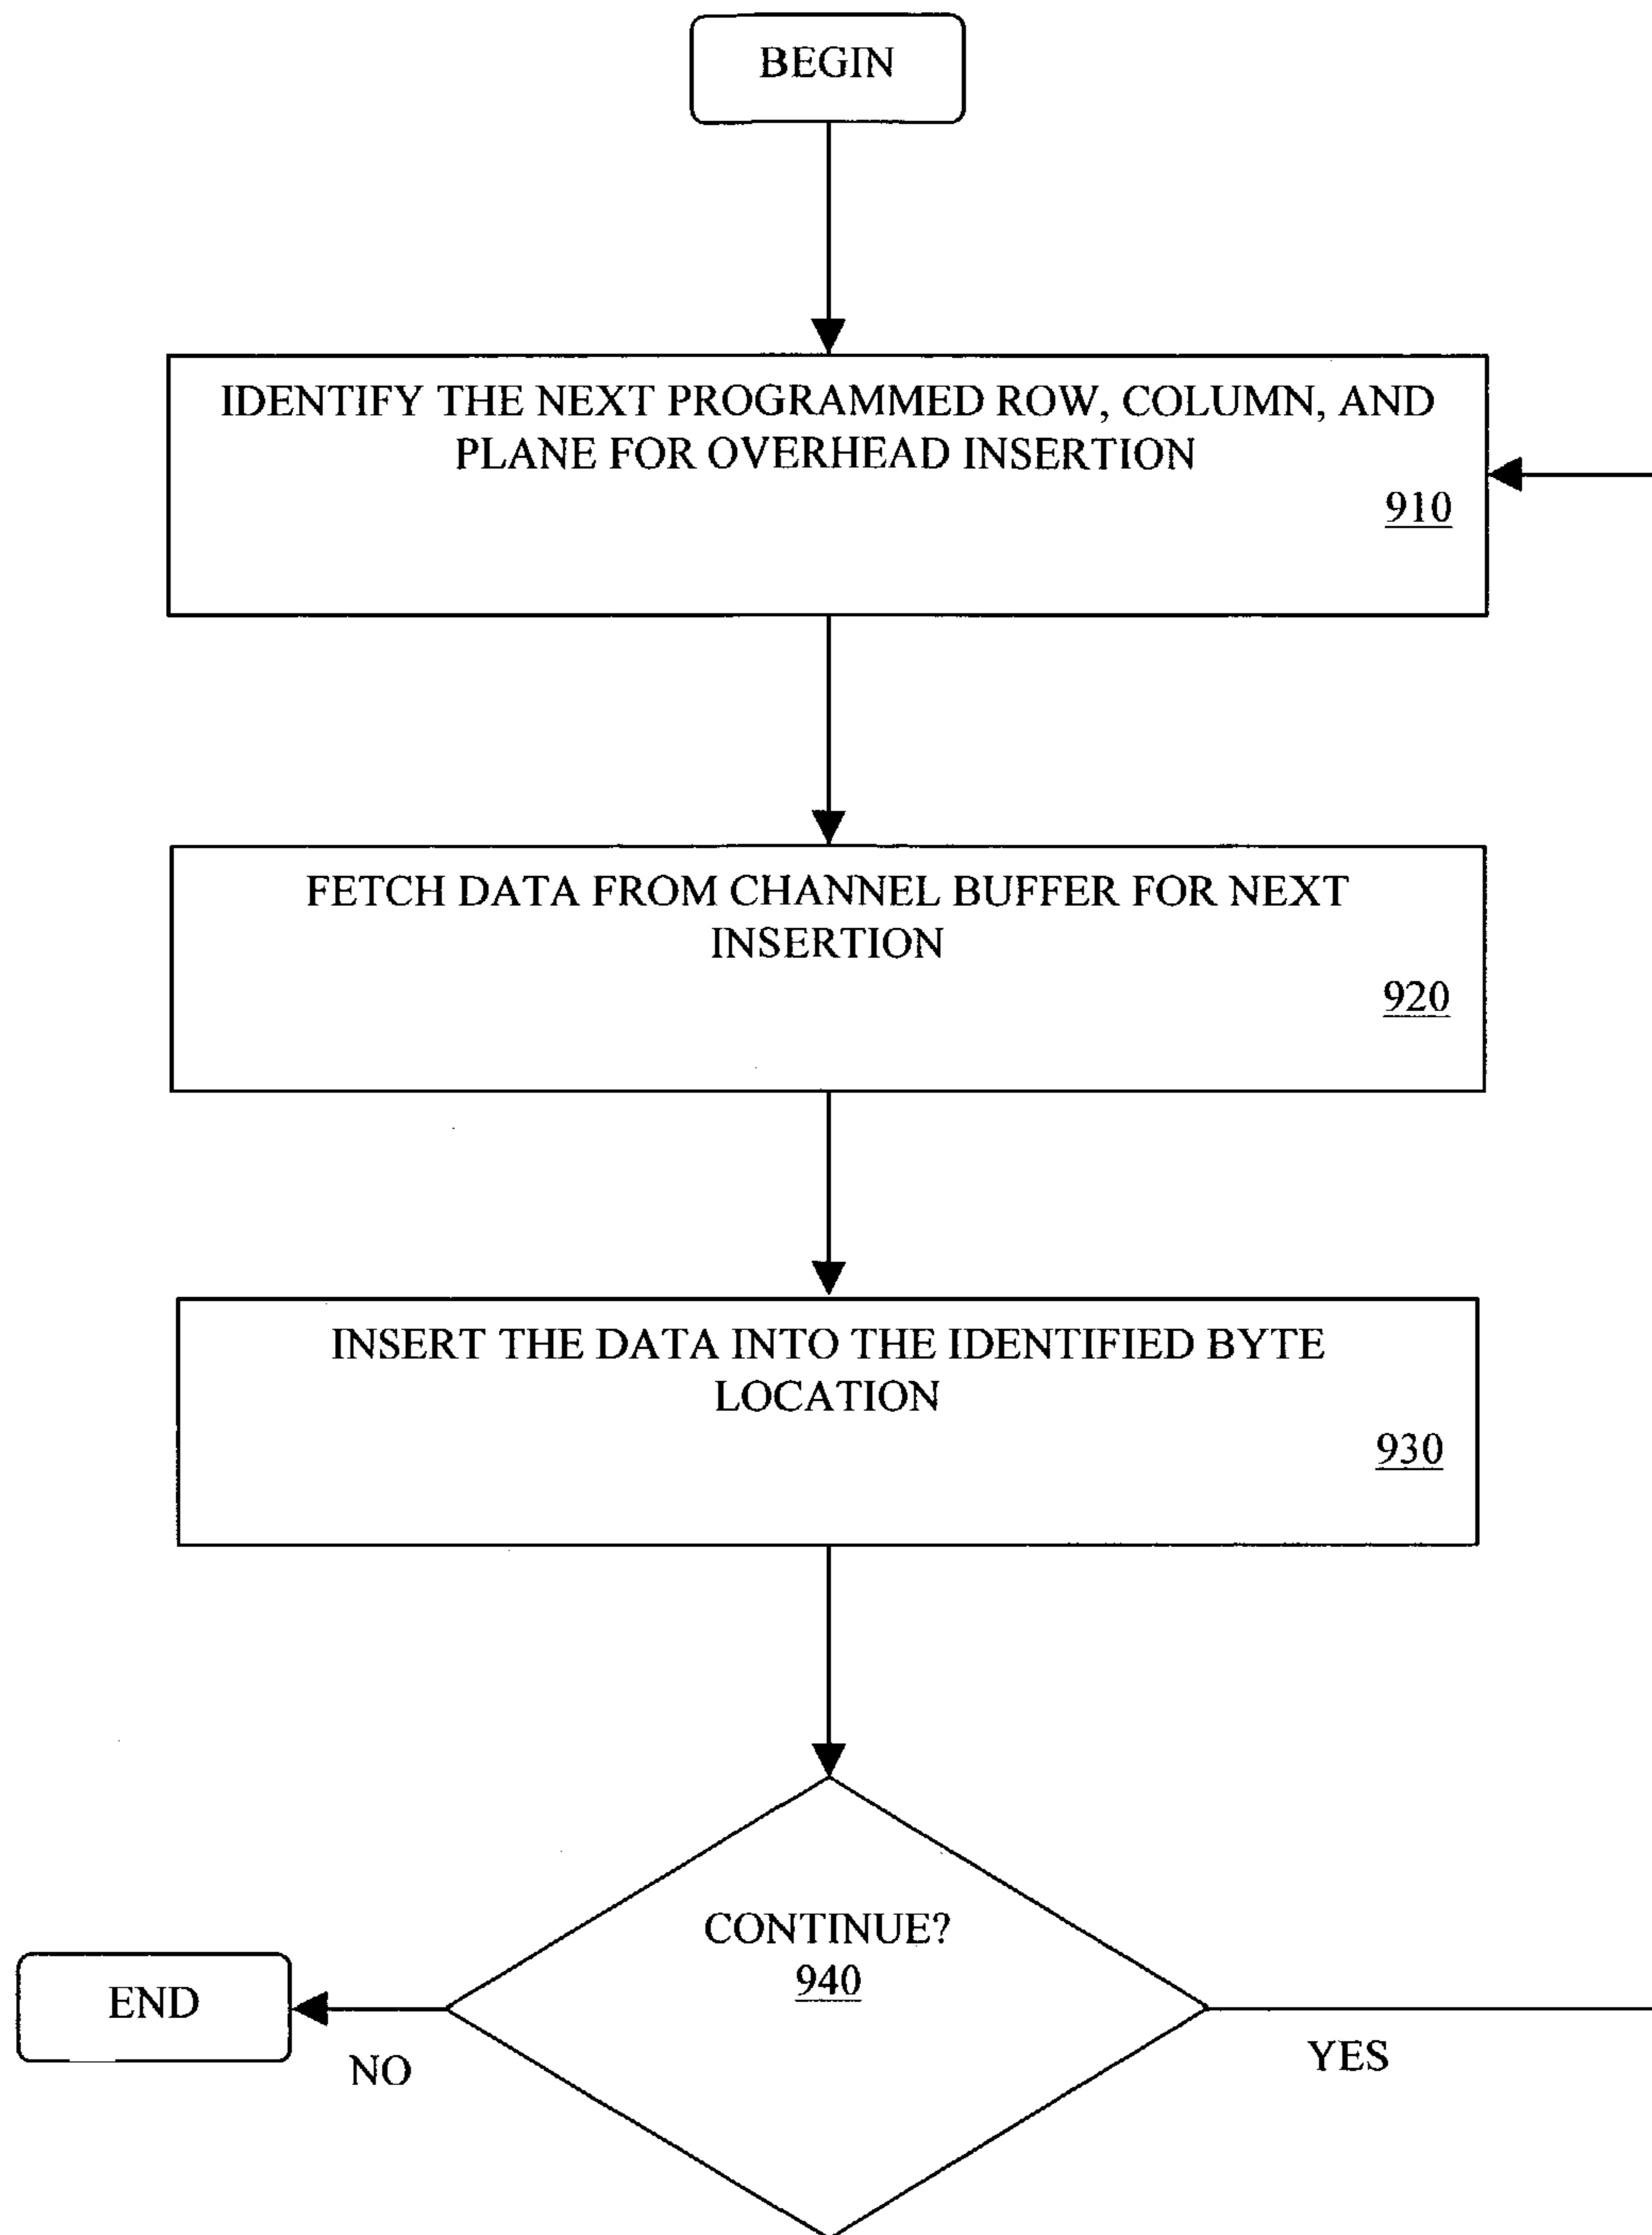 BEGIN
IDENTIFY THE NEXT PROGRAMMED ROW, COLUMN, AND
PLANE FOR OVERHEAD INSERTION
910
FETCH DATA FROM CHANNEL BUFFER FOR NEXT
INSERTION
920
INSERT THE DATA INTO THE IDENTIFIED BYTE
LOCATION
930
CONTINUE?
940
END
NO
YES